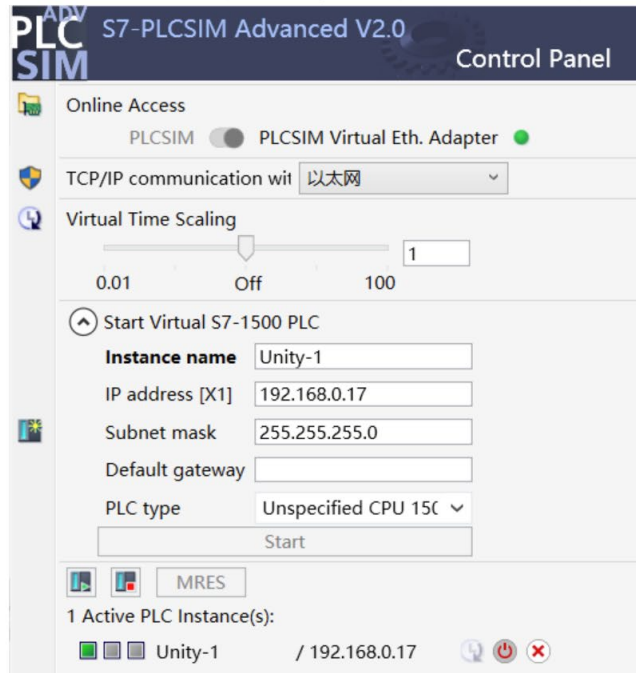 ADV
PLC
SIM
S7-PLCSIM Advanced V2.0
Control Panel
Online Access
PLCSIM PLCSIM Virtual Eth. Adapter
TCP/IP communication wit 以太网
Virtual Time Scaling
1
0.01 Off 100
Start Virtual S7-1500 PLC
Instance name Unity-1
IP address [X1] 192.168.0.17
Subnet mask 255.255.255.0
Default gateway
PLC type Unspecified CPU 150
Start
MRES
1 Active PLC Instance(s):
Unity-1 / 192.168.0.17